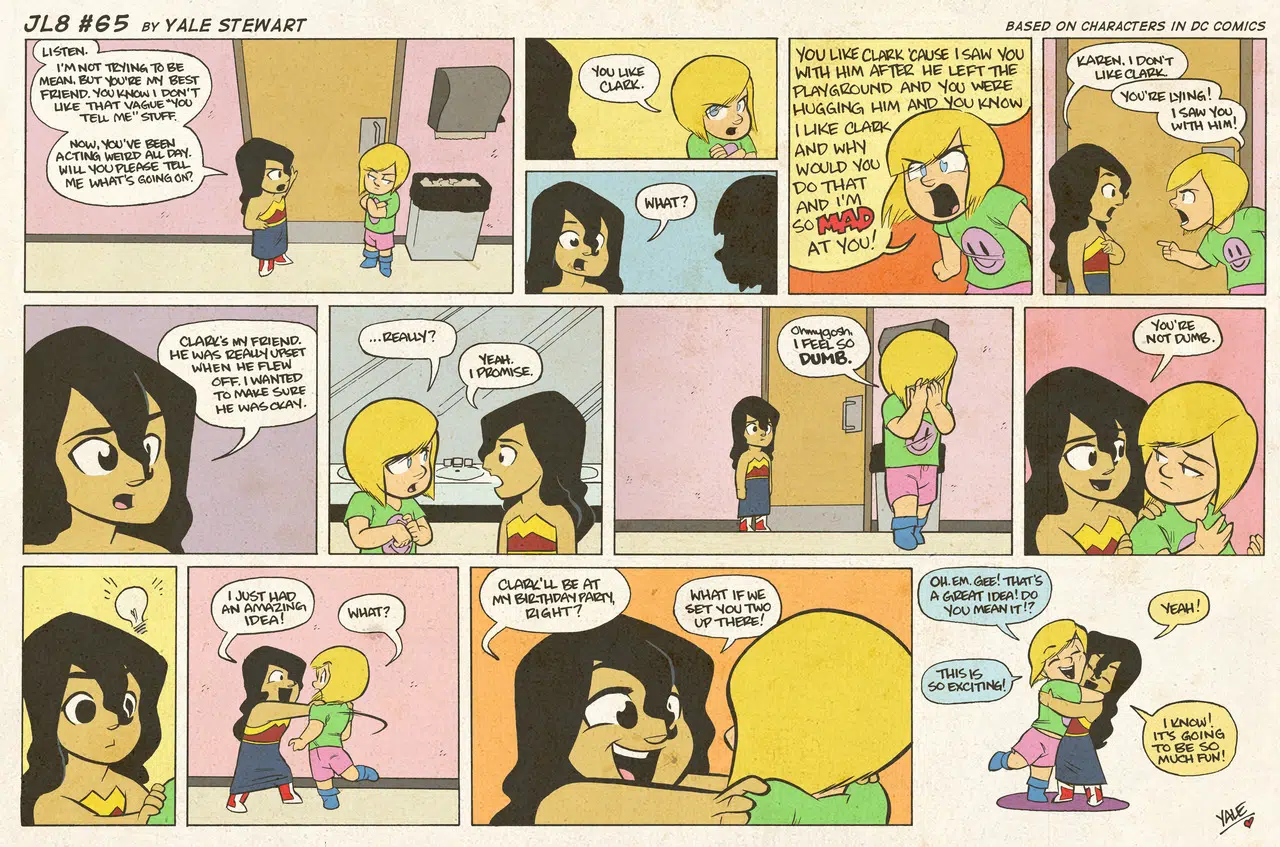 JL8 #65 BY YALE STEWART
BASED ON CHARACTERS IN DC COMICS
LISTEN.
I'M NOT TRYING TO BE
MEAN. BUT YOU'RE MY BEST
FRIEND. YOU KNOW I DON'T
LIKE THAT VAGUE "YOU
TELL ME" STUFF.
NOW, YOU'VE BEEN
ACTING WEIRD ALL DAY.
WILL YOU PLEASE TELL
ME WHAT'S GOING ON?
YOU LIKE
CLARK.
WHAT?
YOU LIKE CLARK 'CAUSE I SAW YOU
WITH HIM AFTER HE LEFT THE
PLAYGROUND AND YOU WERE
HUGGING HIM AND YOU KNOW
I LIKE CLARK
AND WHY
WOULD YOU
DO THAT
AND I'M
SO MAD
AT YOU!
KAREN, I DON'T
LIKE CLARK.
YOU'RE LYING!
I SAW YOU
WITH HIM!
CLARK'S MY FRIEND.
HE WAS REALLY UPSET
WHEN HE FLEW
OFF. I WANTED
TO MAKE SURE
HE WAS OKAY.
...REALLY?
YEAH.
I PROMISE.
Ohmygosh,
I FEEL SO
DUMB.
YOU'RE
NOT DUMB.
I JUST HAD
AN AMAZING
IDEA!
WHAT?
CLARK'LL BE AT
MY BIRTHDAY PARTY,
RIGHT?
WHAT IF WE
SET YOU TWO
UP THERE!
OH. EM. GEE! THAT'S
A GREAT IDEA! DO
YOU MEAN IT!?
YEAH!
THIS IS
SO EXCITING!
I KNOW!
IT'S GOING
TO BE SO
MUCH FUN!
YALE